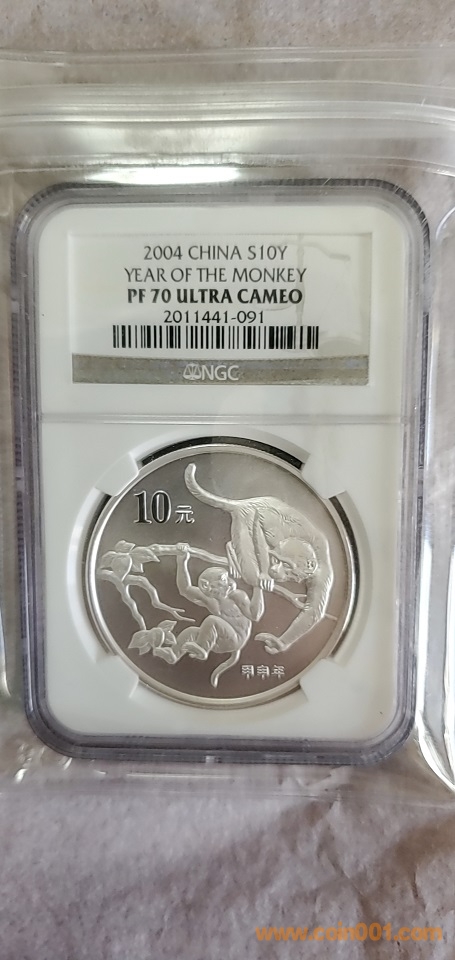 2004 CHINA S10Y
YEAR OF THE MONKEY
PF 70 ULTRA CAMEO
2011441-091
NGC
10元
甲申年
www.coin001.com